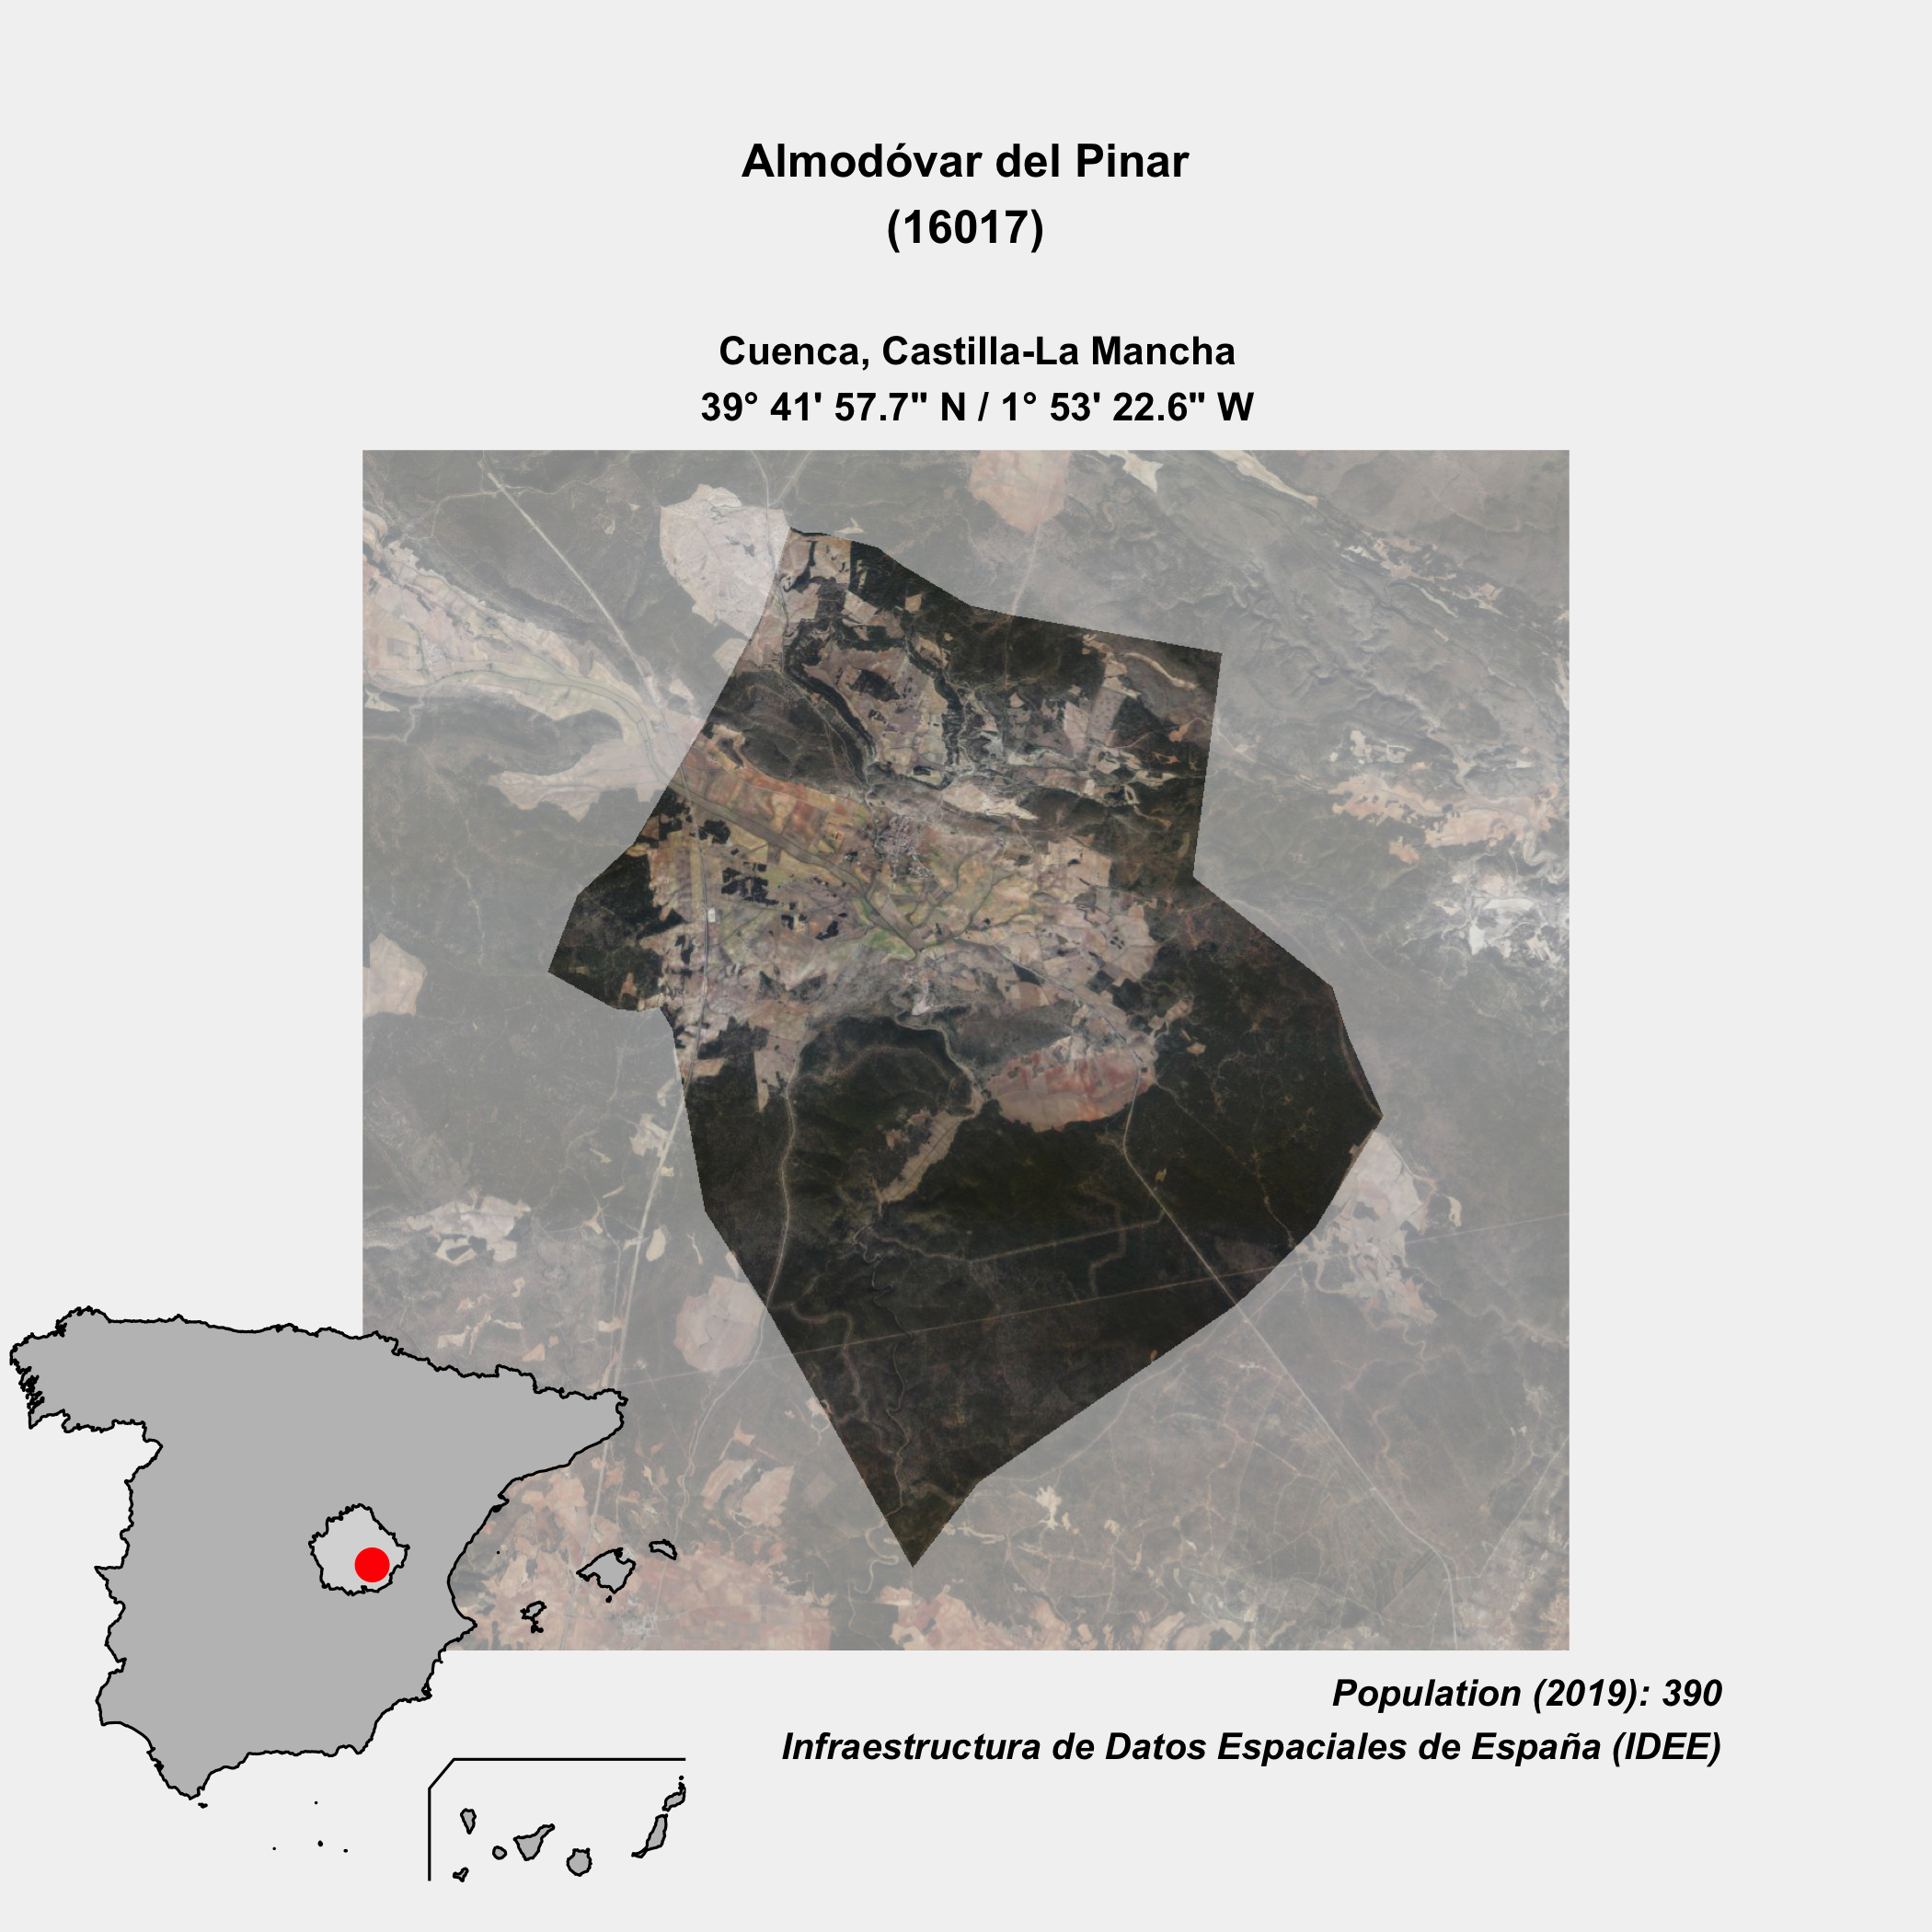 Almodóvar del Pinar
(16017)
Cuenca, Castilla-La Mancha
39° 41' 57.7" N / 1° 53' 22.6" W
Population (2019): 390
Infraestructura de Datos Espaciales de España (IDEE)